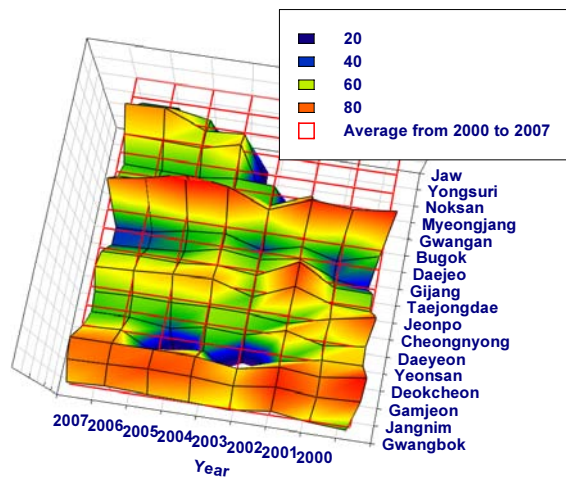 20
40
60
80
Average from 2000 to 2007
Jaw
Yongsuri
Noksan
Myeongjang
Gwangan
Bugok
Daejeo
Gijang
Taejongdae
Jeonpo
Cheongnyong
Daeyeon
Yeonsan
Deokcheon
Gamjeon
Jangnim
Gwangbok
2007 2006 2005 2004 2003 2002 2001 2000
Year